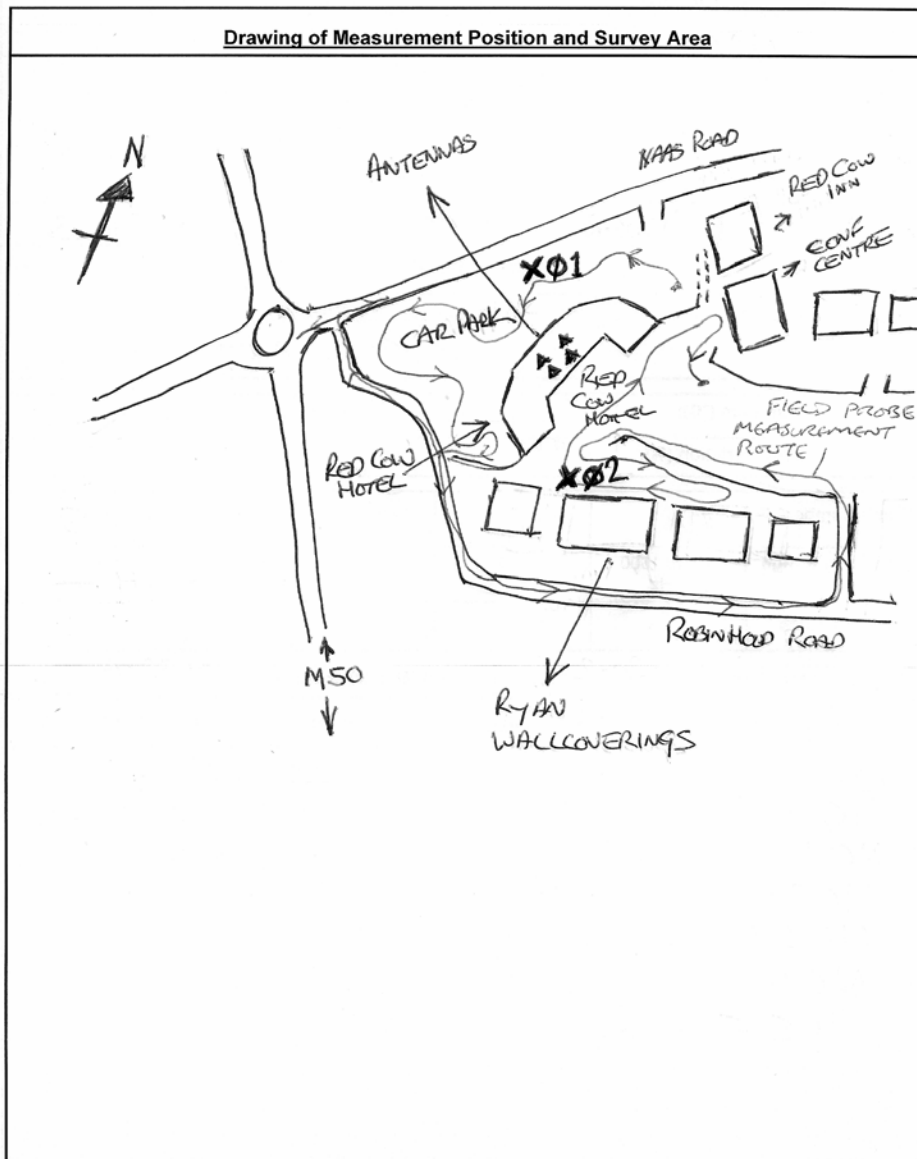 Drawing of Measurement Position and Survey Area
N
ANTENNAS
NAAS ROAD
RED COW
INN
CONF
CENTRE
XØ1
CAR PARK
RED
COW
HOTEL
FIELD PROBE
MEASUREMENT
ROUTE
RED COW
HOTEL
XØ2
ROBINHOOD ROAD
M50
RYAN
WALLCOVERINGS